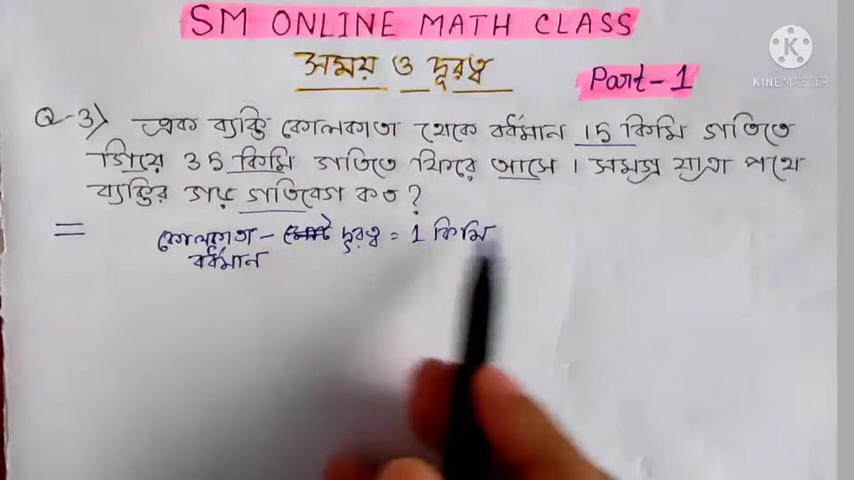 SM ONLINE MATH CLASS
সময় ও দূরত্ব
Part-1
KINEMASTER
Q-3) এক ব্যক্তি কোলকাতা থেকে বর্ধমান 15 কিমি গতিতে
গিয়ে 35 কিমি গতিতে ফিরে আসে। সমগ্র যাত্রা পথে
ব্যক্তির গড় গতিবেগ কত?
= কোলকাতা - দূরত্ব = 1 কিমি
বর্ধমান